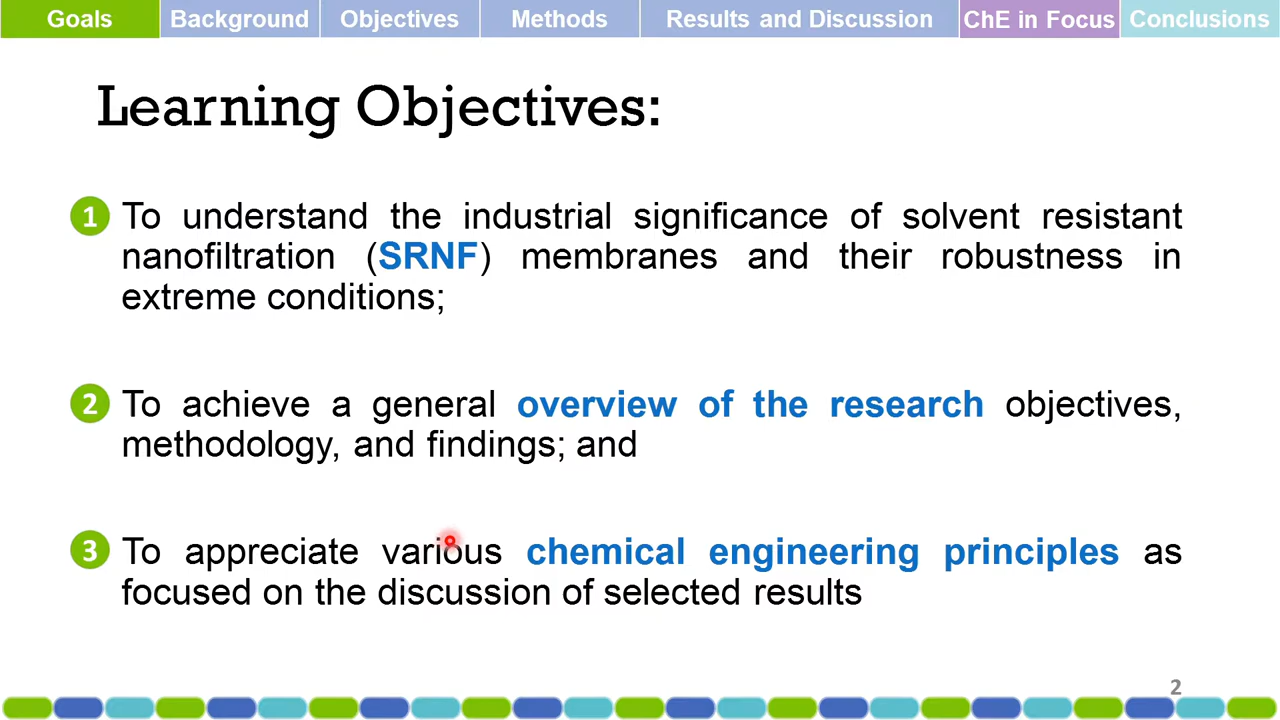 Goals Background Objectives Methods Results and Discussion ChE in Focus Conclusions
Learning Objectives:
1 To understand the industrial significance of solvent resistant
nanofiltration (SRNF) membranes and their robustness in
extreme conditions;
2 To achieve a general overview of the research objectives,
methodology, and findings; and
3 To appreciate various chemical engineering principles as
focused on the discussion of selected results
2